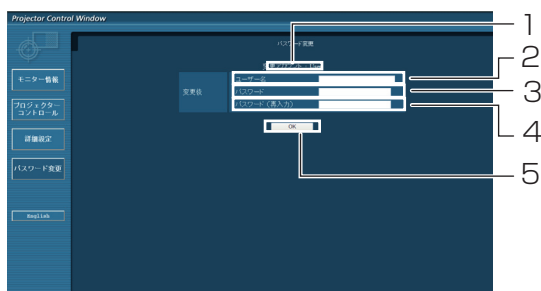 Projector Control Window
パスワード変更
モニター情報
プロジェクター
コントロール
詳細設定
パスワード変更
English
変更後
ユーザー名
パスワード
パスワード（再入力）
OK
1
2
3
4
5